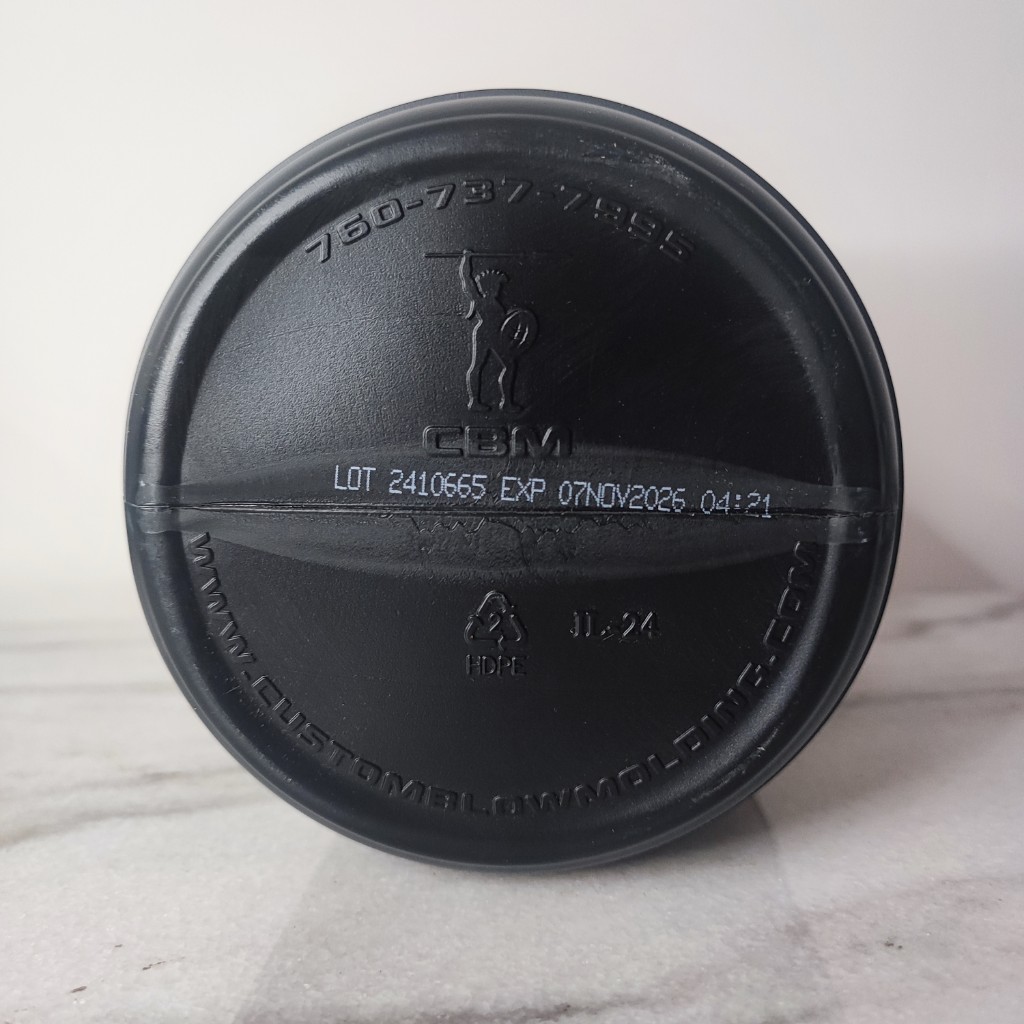 760-737-7995
CBM
LOT 2410665 EXP 07NOV2026 04:21
2
HDPE
JL-24
WWW.CUSTOMBLOWMOLDING.COM